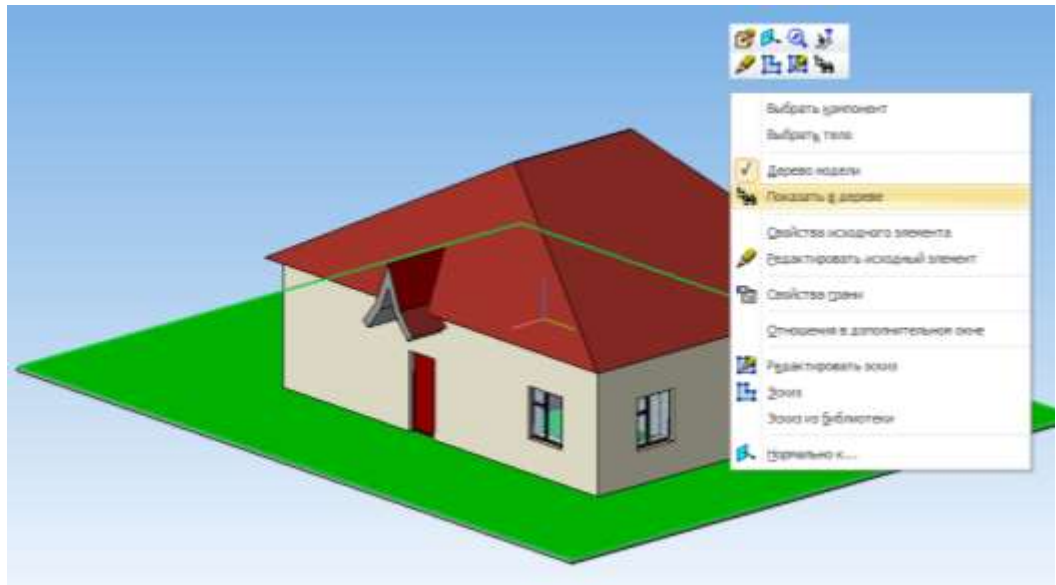 Выбрать компонент
Выбрать тело
Дерево модели
Показать в дереве
Свойства исходного элемента
Редактировать исходный элемент
Свойства грани
Отношения в дополнительном окне
Редактировать эскиз
Эскиз
Эскиз из библиотеки
Нормально к...